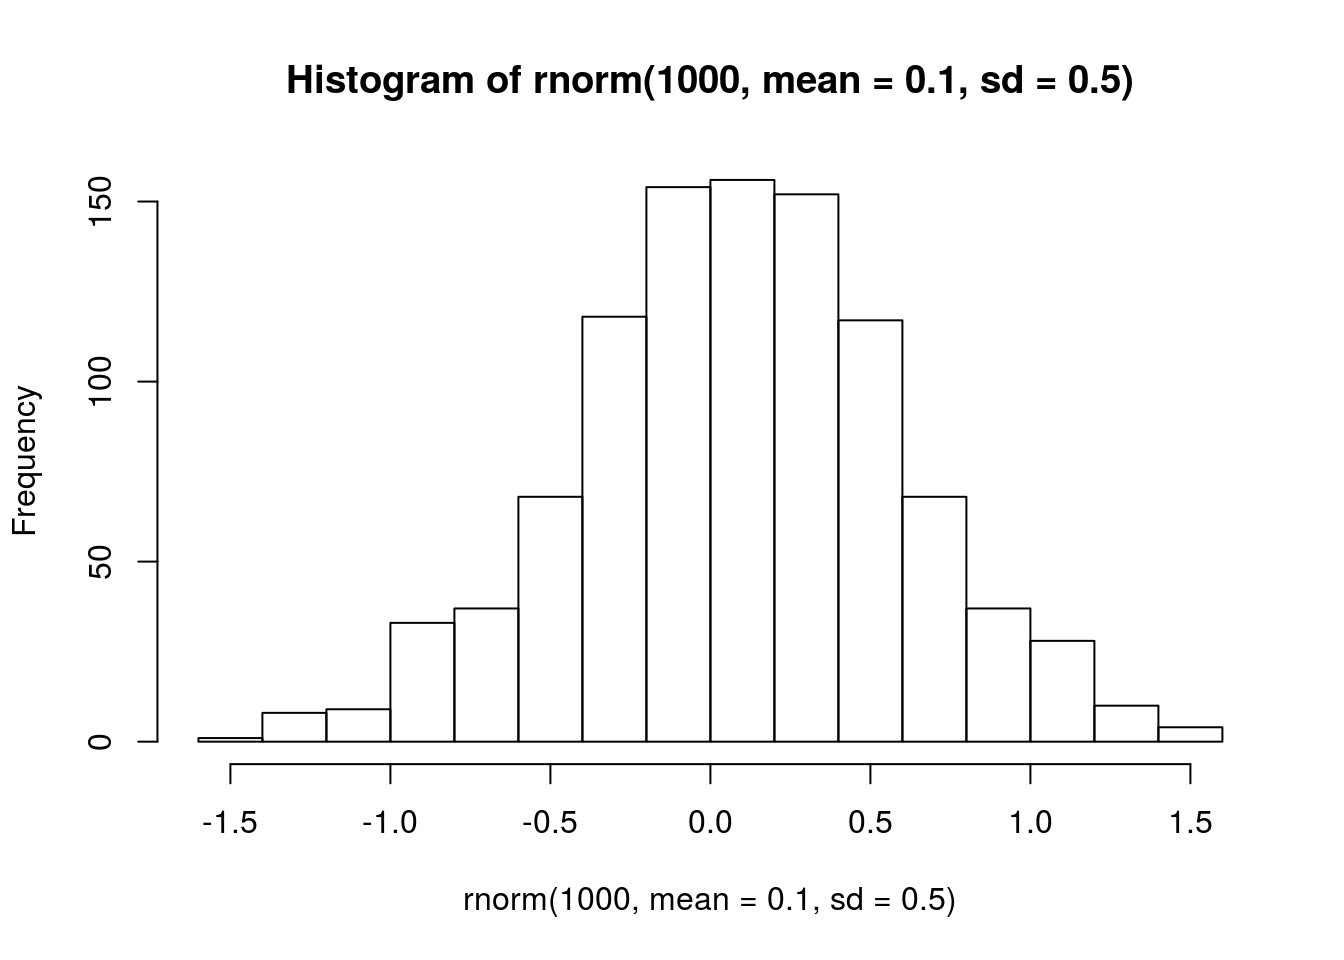 Histogram of rnorm(1000, mean = 0.1, sd = 0.5)
150
100
50
0
Frequency
-1.5 -1.0 -0.5 0.0 0.5 1.0 1.5
rnorm(1000, mean = 0.1, sd = 0.5)